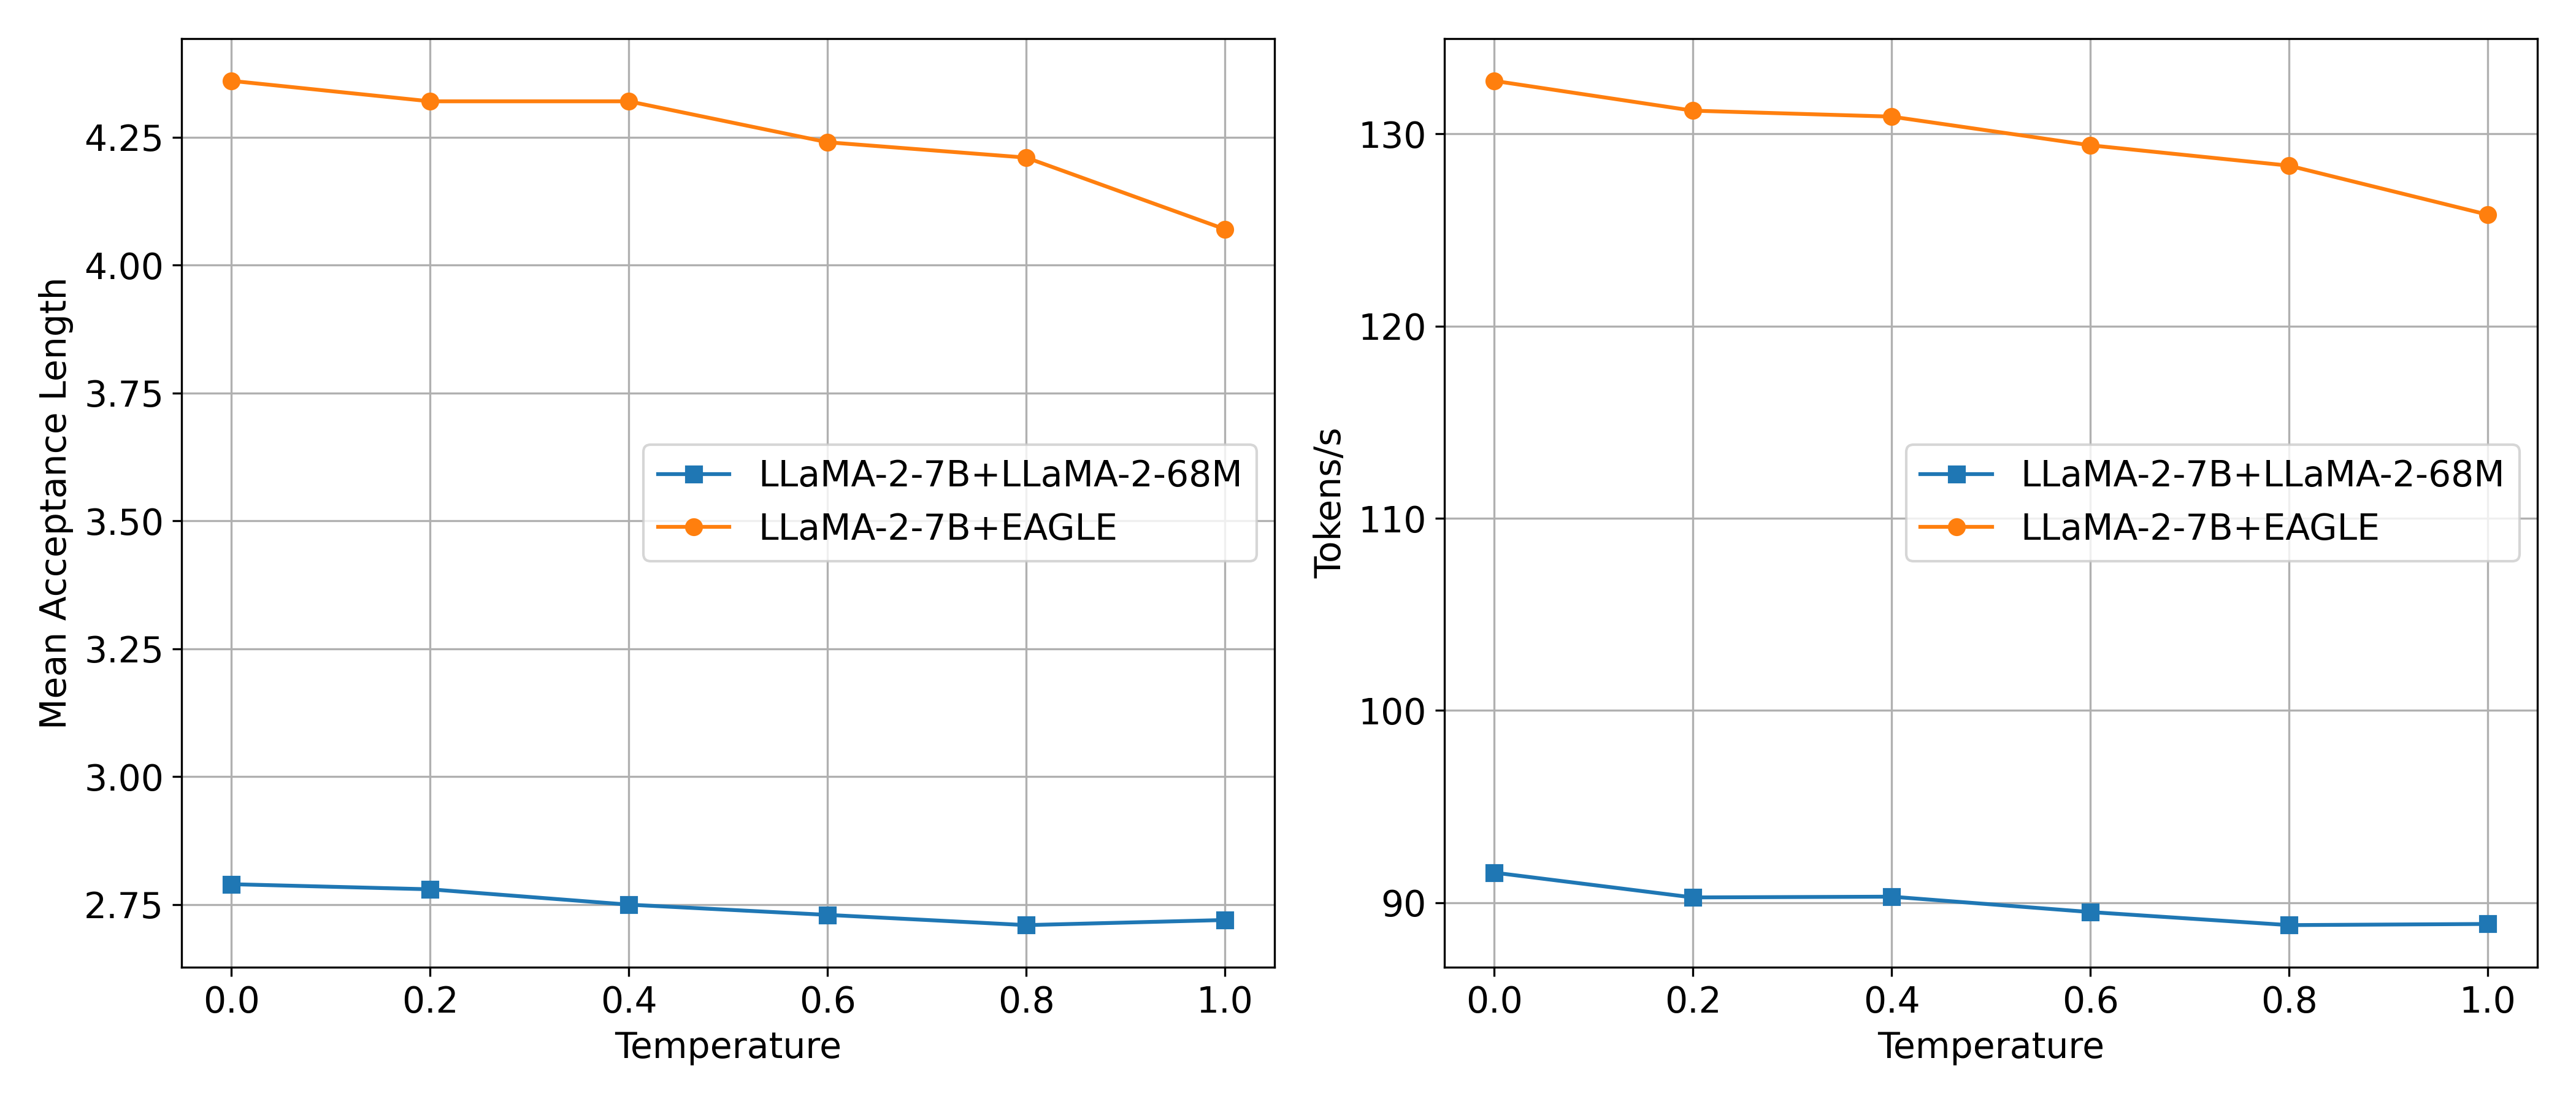 Mean Acceptance Length
4.25
4.00
3.75
3.50
3.25
3.00
2.75
LLaMA-2-7B+LLaMA-2-68M
LLaMA-2-7B+EAGLE
0.0 0.2 0.4 0.6 0.8 1.0
Temperature
Tokens/s
130
120
110
100
90
LLaMA-2-7B+LLaMA-2-68M
LLaMA-2-7B+EAGLE
0.0 0.2 0.4 0.6 0.8 1.0
Temperature